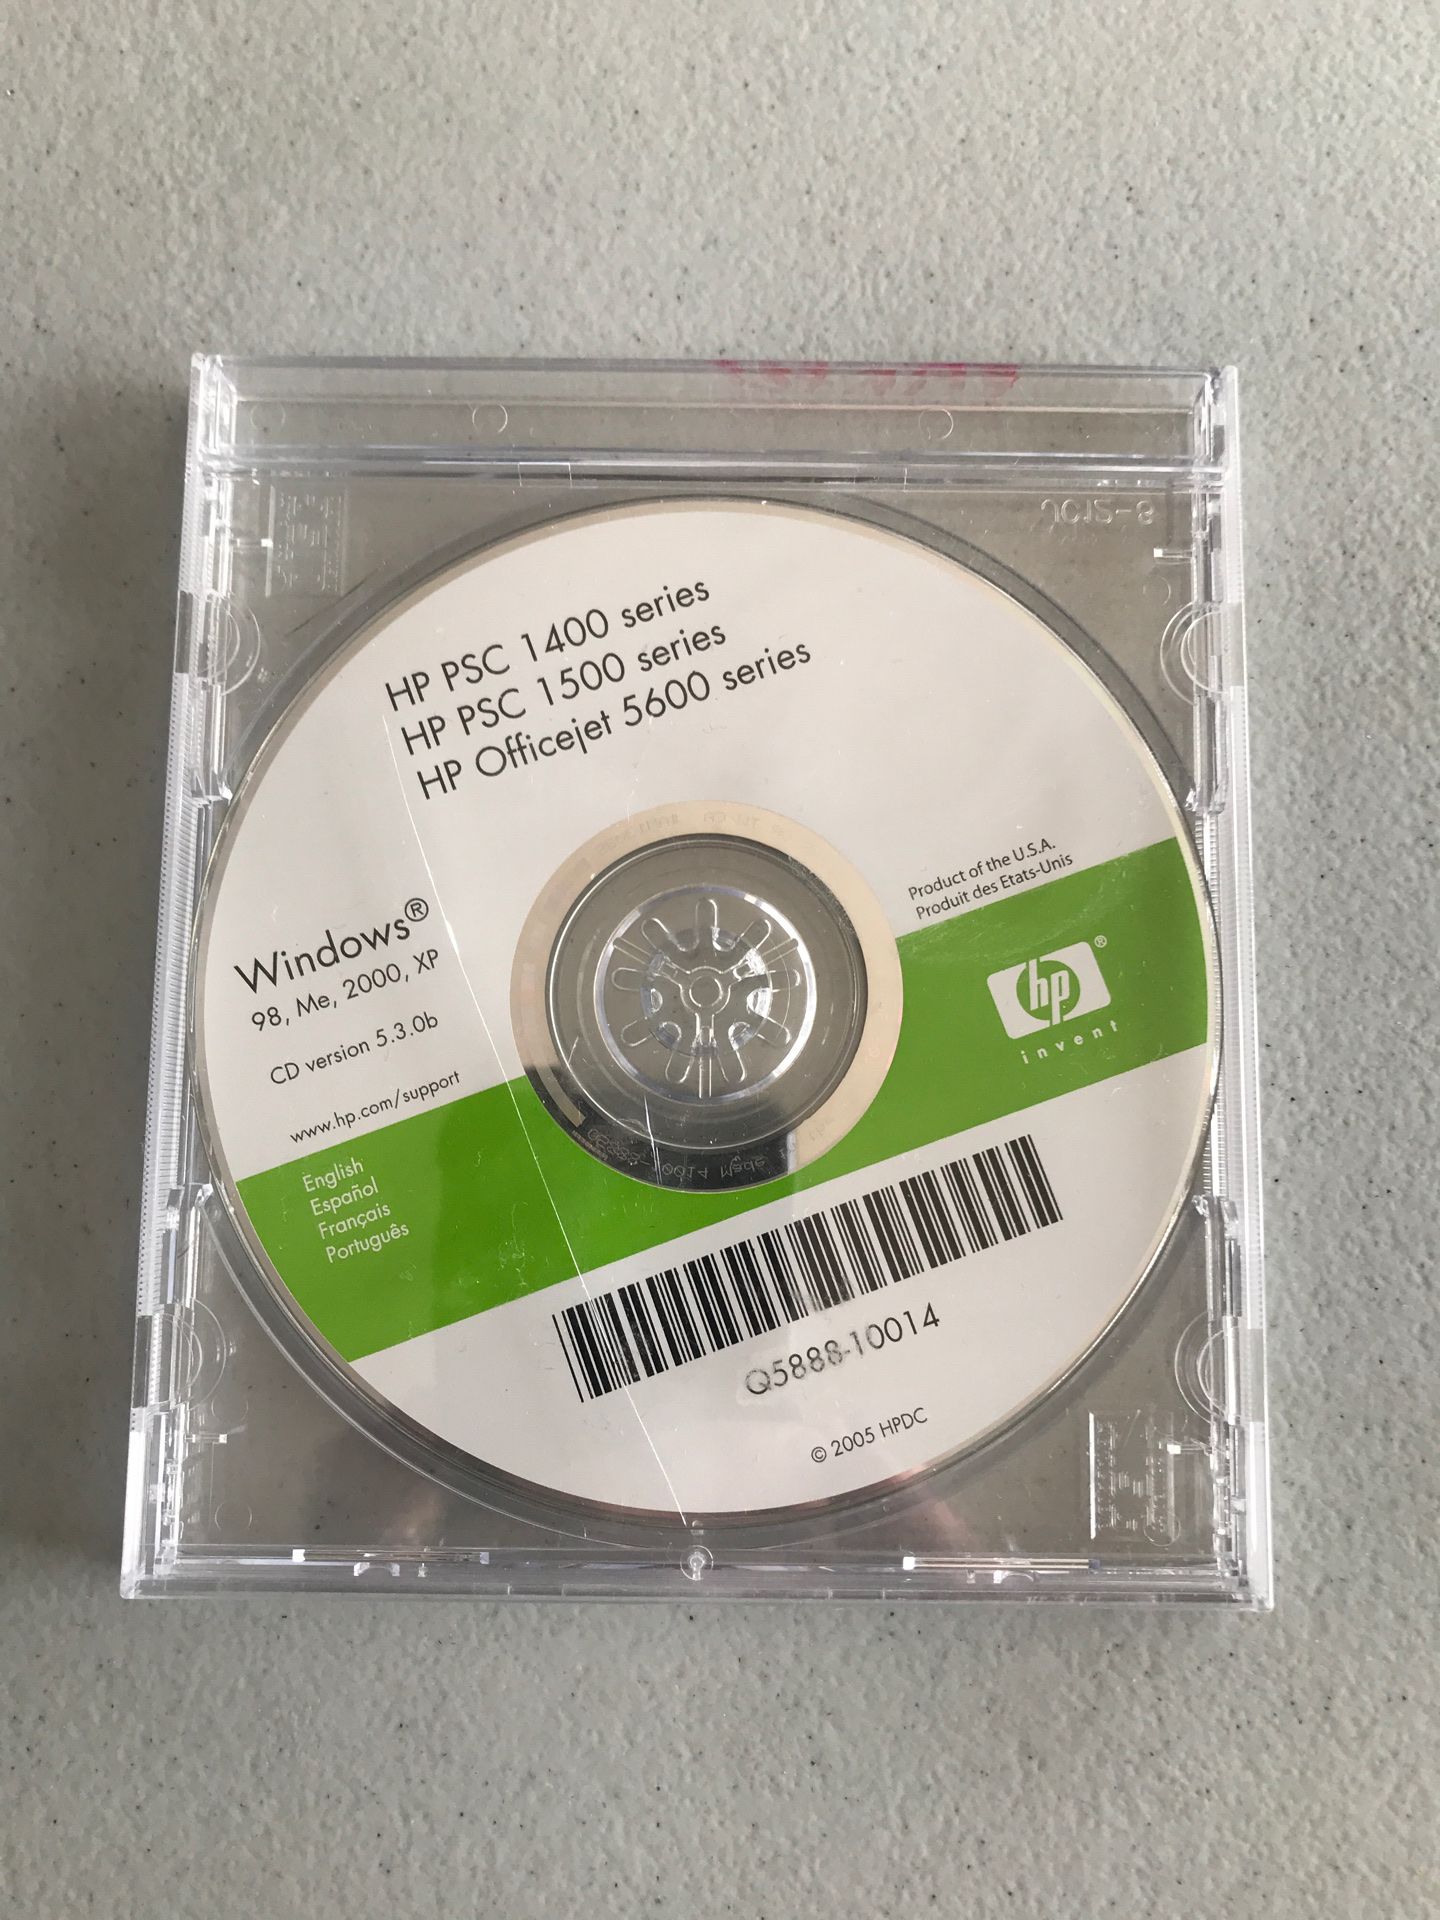 HP PSC 1400 series
HP PSC 1500 series
HP Officejet 5600 series
Windows®
98, Me, 2000, XP
CD version 5.3.0b
www.hp.com/support
English
Español
Français
Português
Product of the U.S.A.
Produit des Etats-Unis
hp®
invent
Q5888-10014
© 2005 HPDC
JC12-8